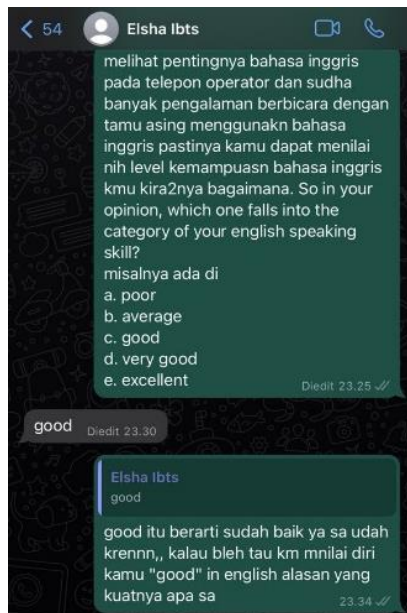 54 Elsha Ibts
melihat pentingnya bahasa inggris
pada telepon operator dan sudha
banyak pengalaman berbicara dengan
tamu asing menggunakn bahasa
inggris pastinya kamu dapat menilai
nih level kemampuasn bahasa inggris
kmu kira2nya bagaimana. So in your
opinion, which one falls into the
category of your english speaking
skill?
misalnya ada di
a. poor
b. average
c. good
d. very good
e. excellent
Diedit 23.25
good Diedit 23.30
Elsha Ibts
good
good itu berarti sudah baik ya sa udah
krennn,, kalau bleh tau km mnilai diri
kamu "good" in english alasan yang
kuatnya apa sa
23.34